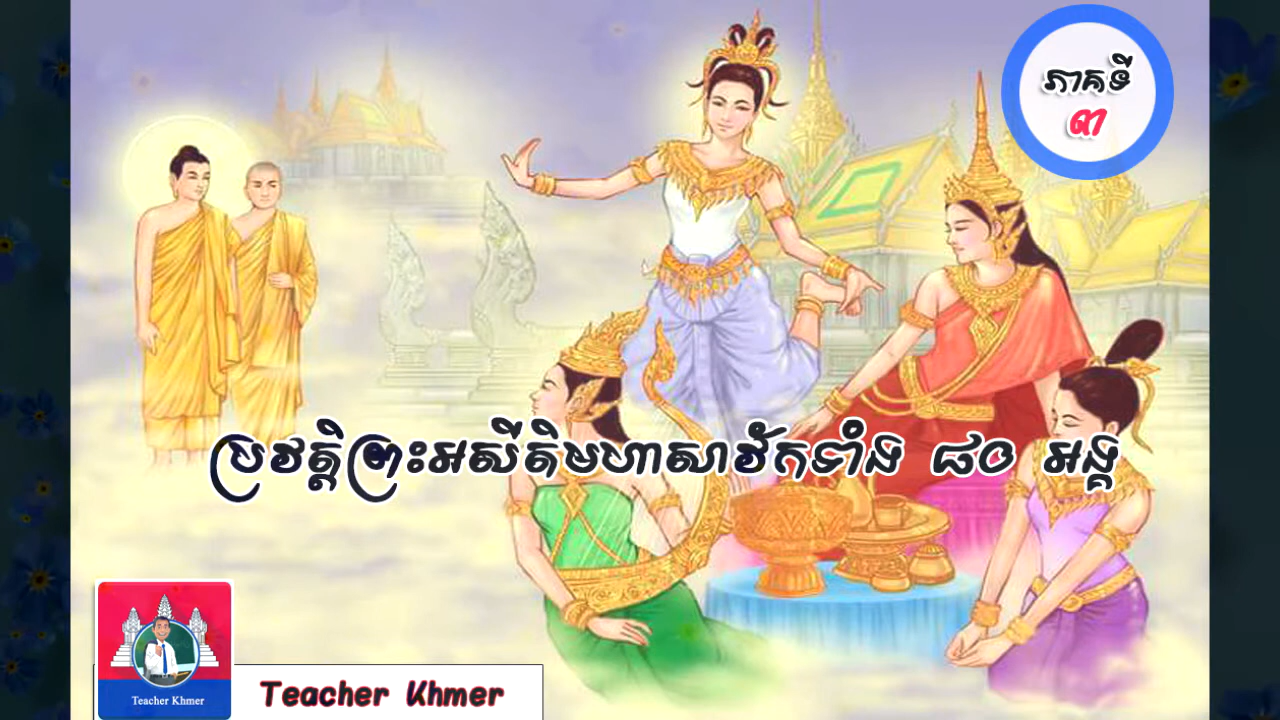 ភាគទី
៣
ប្រវត្តិព្រះអសីតិមហាសាវ័កទាំង ៨០ អង្គ
Teacher Khmer
Teacher Khmer